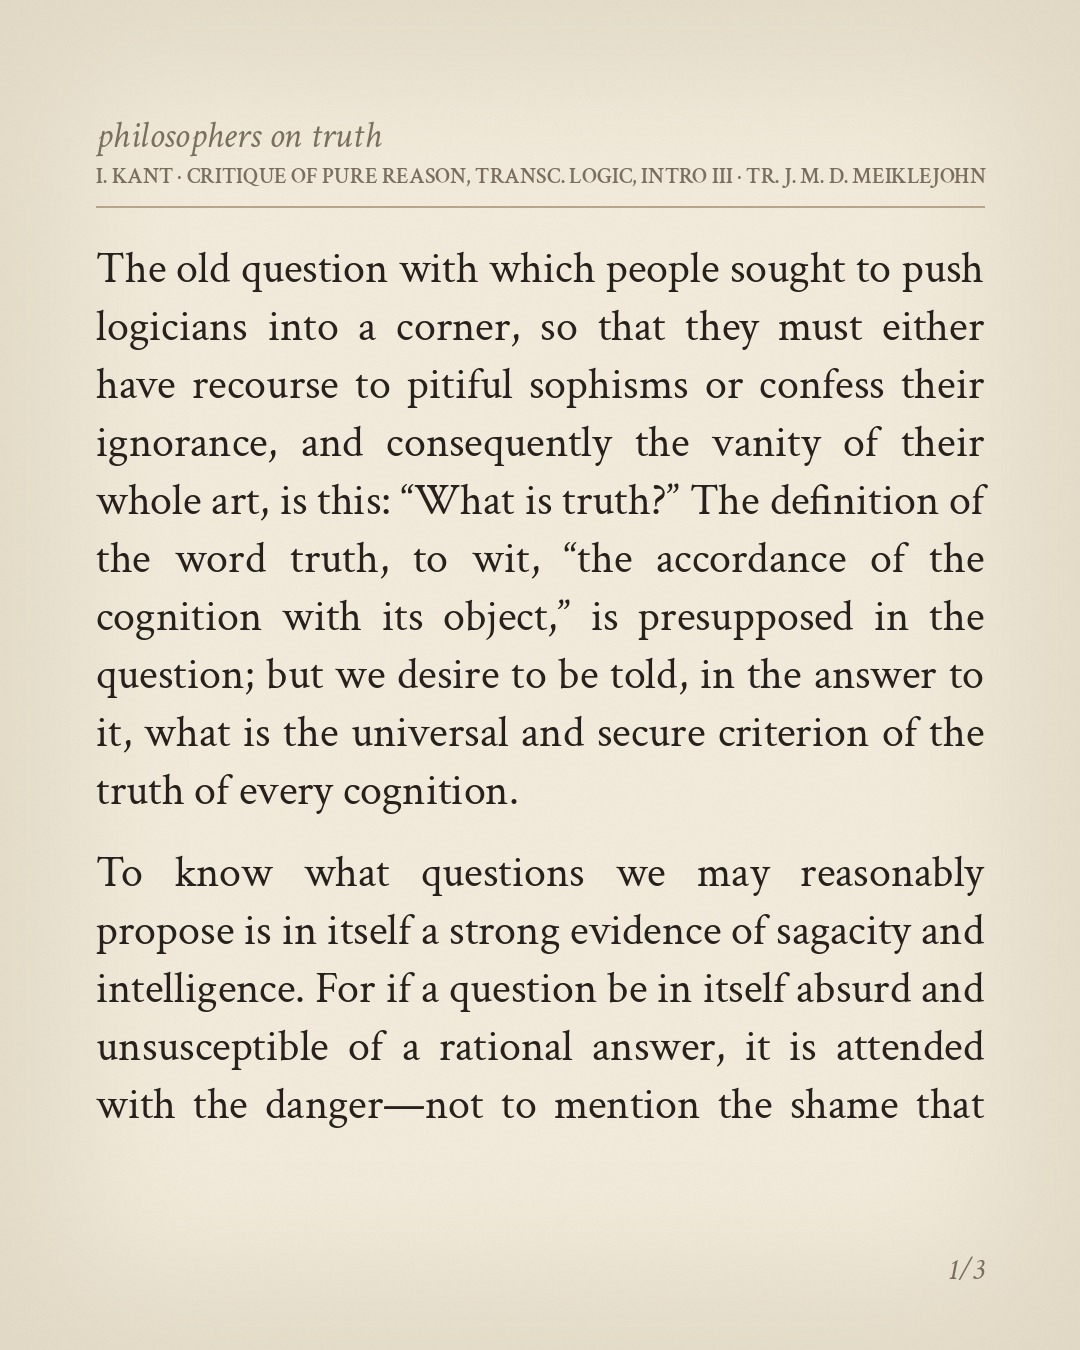 philosophers on truth
I. KANT · CRITIQUE OF PURE REASON, TRANSC. LOGIC, INTRO III · TR. J. M. D. MEIKLEJOHN
The old question with which people sought to push
logicians into a corner, so that they must either
have recourse to pitiful sophisms or confess their
ignorance, and consequently the vanity of their
whole art, is this: “What is truth?” The definition of
the word truth, to wit, “the accordance of the
cognition with its object,” is presupposed in the
question; but we desire to be told, in the answer to
it, what is the universal and secure criterion of the
truth of every cognition.
To know what questions we may reasonably
propose is in itself a strong evidence of sagacity and
intelligence. For if a question be in itself absurd and
unsusceptible of a rational answer, it is attended
with the danger—not to mention the shame that
1/3